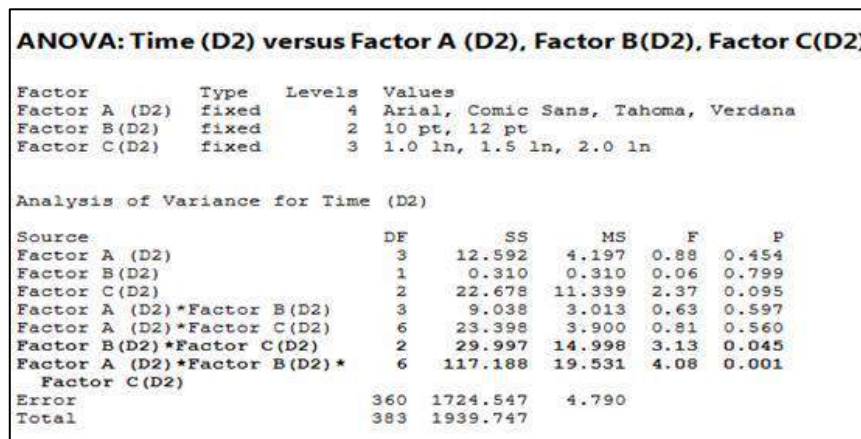 ANOVA: Time (D2) versus Factor A (D2), Factor B(D2), Factor C(D2)
Factor Type Levels Values
Factor A (D2) fixed 4 Arial, Comic Sans, Tahoma, Verdana
Factor B(D2) fixed 2 10 pt, 12 pt
Factor C(D2) fixed 3 1.0 ln, 1.5 ln, 2.0 ln
Analysis of Variance for Time (D2)
Source DF SS MS F P
Factor A (D2) 3 12.592 4.197 0.88 0.454
Factor B(D2) 1 0.310 0.310 0.06 0.799
Factor C(D2) 2 22.678 11.339 2.37 0.095
Factor A (D2)*Factor B(D2) 3 9.038 3.013 0.63 0.597
Factor A (D2)*Factor C(D2) 6 23.398 3.900 0.81 0.560
Factor B(D2)*Factor C(D2) 2 29.997 14.998 3.13 0.045
Factor A (D2)*Factor B(D2)* 6 117.188 19.531 4.08 0.001
Factor C(D2)
Error 360 1724.547 4.790
Total 383 1939.747